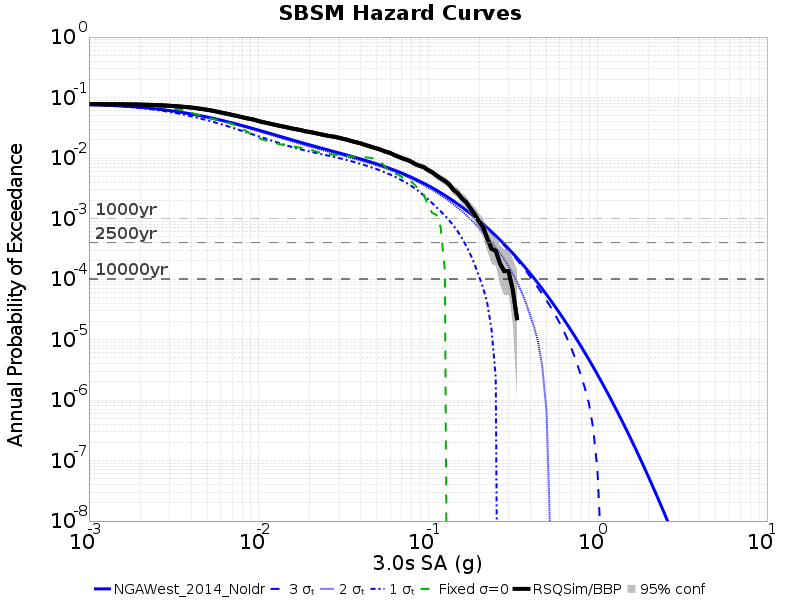 SBSM Hazard Curves
Annual Probability of Exceedance
10^0
10^-1
10^-2
10^-3
10^-4
10^-5
10^-6
10^-7
10^-8
1000yr
2500yr
10000yr
10^-3 10^-2 10^-1 10^0 10^1
3.0s SA (g)
NGAWest_2014_NoIdr 3 σₜ 2 σₜ 1 σₜ Fixed σ=0 RSQSim/BBP 95% conf